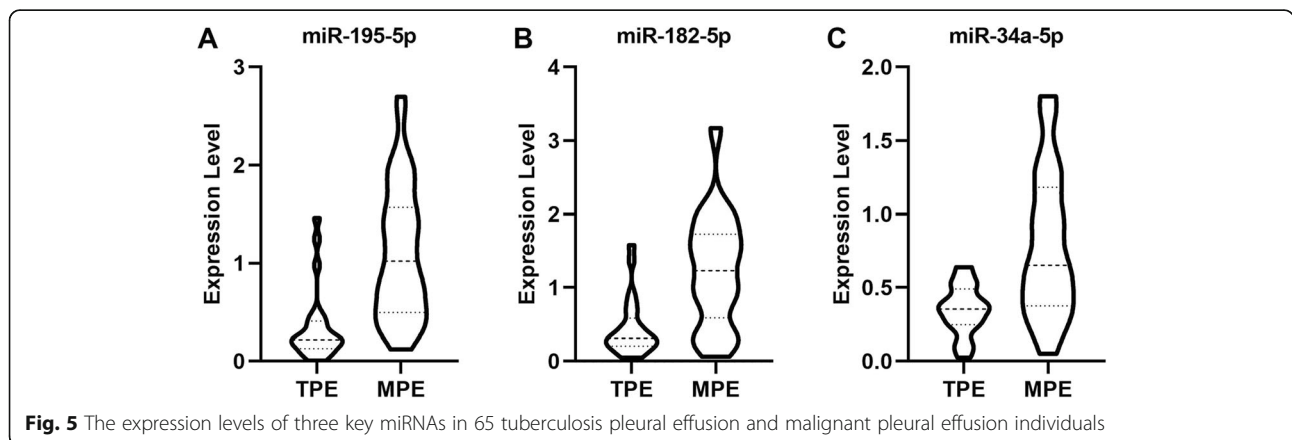 A miR-195-5p
B miR-182-5p
C miR-34a-5p
Expression Level
3
2
1
0
TPE MPE
Expression Level
4
3
2
1
0
TPE MPE
Expression Level
2.0
1.5
1.0
0.5
0.0
TPE MPE
Fig. 5 The expression levels of three key miRNAs in 65 tuberculosis pleural effusion and malignant pleural effusion individuals